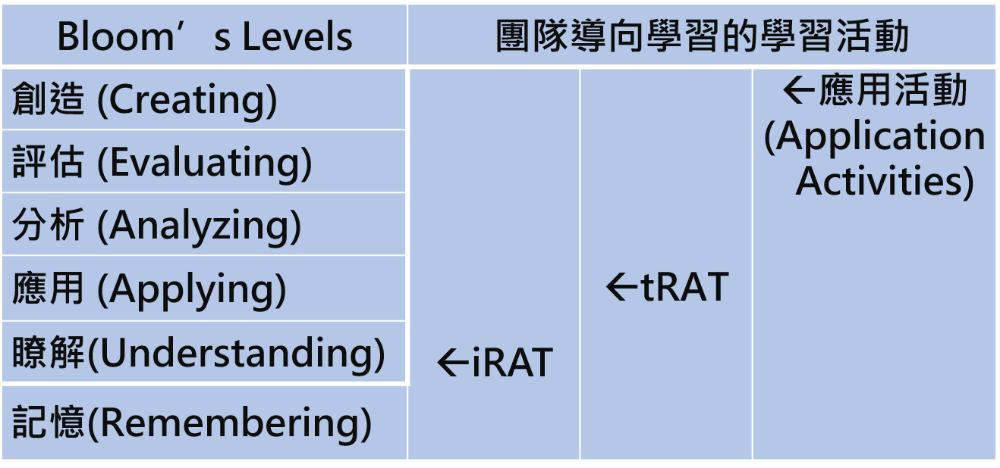 Bloom’s Levels
團隊導向學習的學習活動
創造 (Creating)
評估 (Evaluating)
分析 (Analyzing)
應用 (Applying)
瞭解(Understanding)
記憶(Remembering)
←iRAT
←tRAT
←應用活動
(Application
Activities)